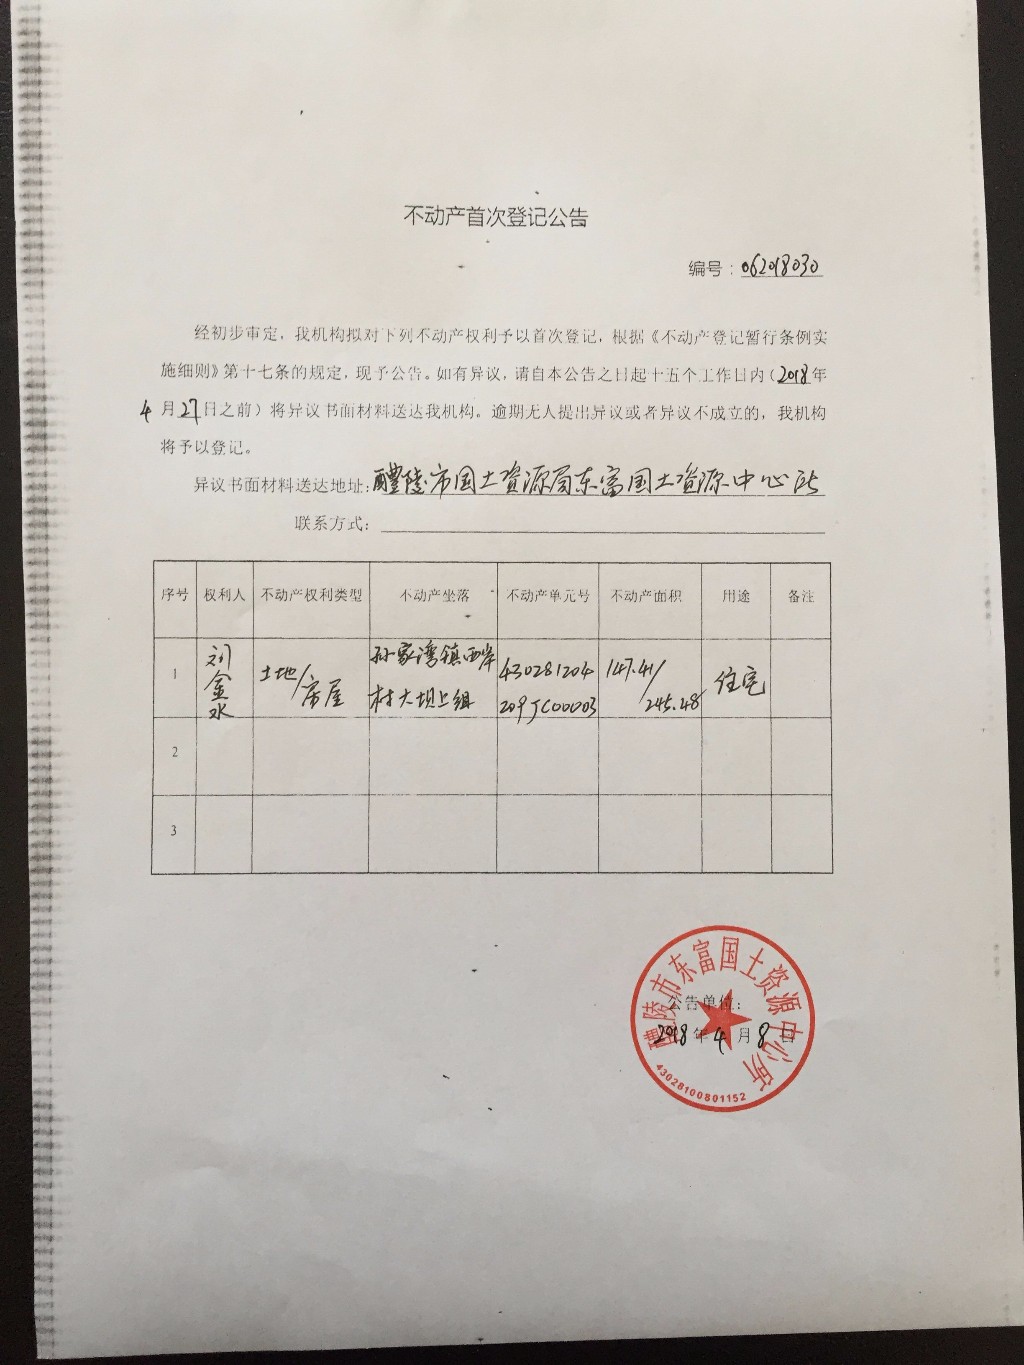 不动产首次登记公告
编号：062018030
经初步审定，我机构拟对下列不动产权利予以首次登记，根据《不动产登记暂行条例实
施细则》第十七条的规定，现予公告。如有异议，请自本公告之日起十五个工作日内（2018年
4月27日之前）将异议书面材料送达我机构。逾期无人提出异议或者异议不成立的，我机构
将予以登记。
异议书面材料送达地址：醴陵市国土资源局东富国土资源中心所
联系方式：
序号 权利人 不动产权利类型 不动产坐落 不动产单元号 不动产面积 用途 备注
1 刘金水 土地/房屋 孙家湾镇西岸村大坝上组 430281204209JC00003 147.41/245.48 住宅
2
3
公告单位：
2018年4月8日
醴陵市东富国土资源中心所
43028100801152